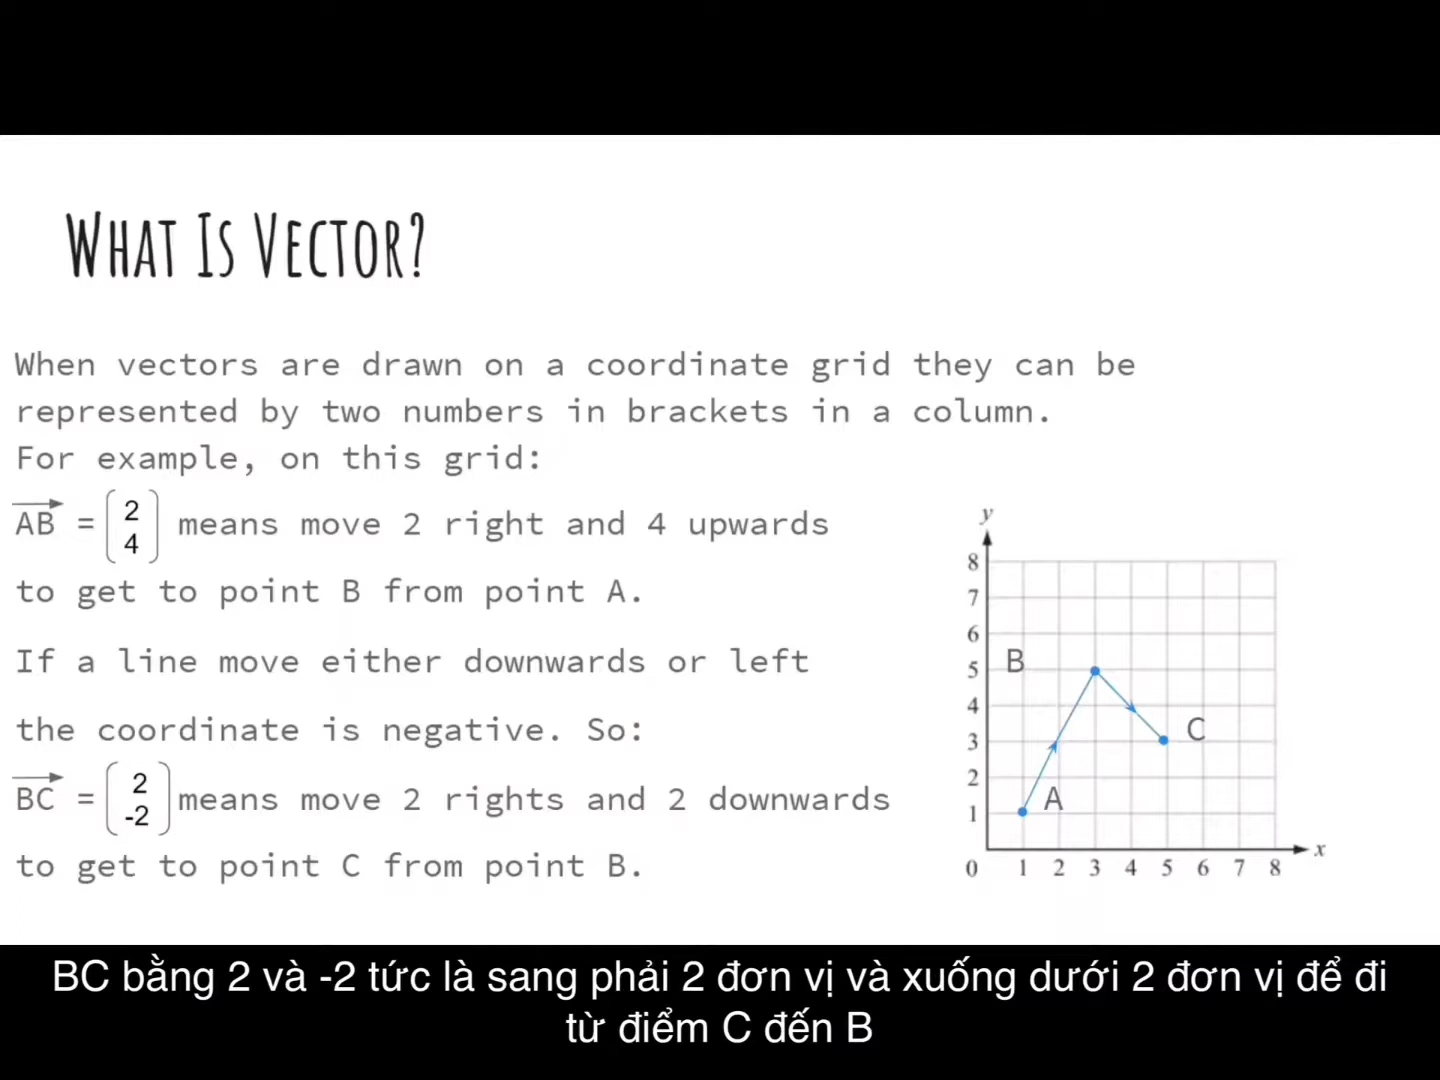 WHAT IS VECTOR?
When vectors are drawn on a coordinate grid they can be
represented by two numbers in brackets in a column.
For example, on this grid:
AB = (2 4) means move 2 right and 4 upwards
to get to point B from point A.
If a line move either downwards or left
the coordinate is negative. So:
BC = (2 -2) means move 2 rights and 2 downwards
to get to point C from point B.
y
8
7
6
5
4
3
2
1
B
C
A
0 1 2 3 4 5 6 7 8 x
BC bằng 2 và -2 tức là sang phải 2 đơn vị và xuống dưới 2 đơn vị để đi
từ điểm C đến B